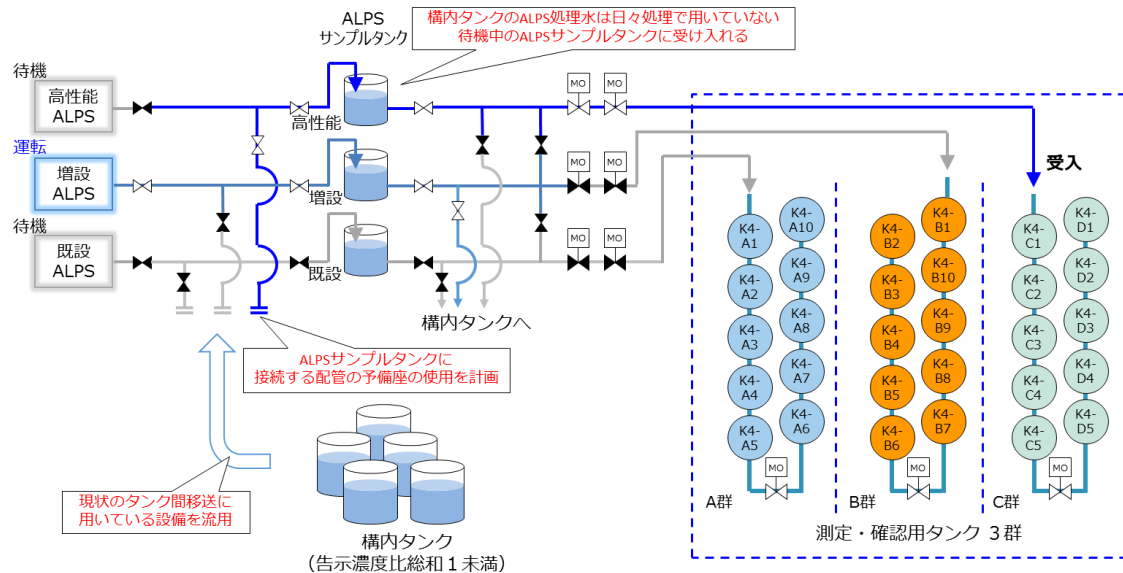 ALPS
サンプルタンク
構内タンクのALPS処理水は日々処理で用いていない
待機中のALPSサンプルタンクに受け入れる
待機
高性能
ALPS
高性能
MO
MO
運転
増設
ALPS
増設
MO
MO
待機
既設
ALPS
既設
MO
MO
構内タンクへ
ALPSサンプルタンクに
接続する配管の予備座の使用を計画
現状のタンク間移送に
用いている設備を流用
構内タンク
(告示濃度比総和1未満)
受入
K4-
A1
K4-
A2
K4-
A3
K4-
A4
K4-
A5
K4-
A10
K4-
A9
K4-
A8
K4-
A7
K4-
A6
MO
A群
K4-
B2
K4-
B3
K4-
B4
K4-
B5
K4-
B6
K4-
B1
K4-
B10
K4-
B9
K4-
B8
K4-
B7
MO
B群
K4-
C1
K4-
C2
K4-
C3
K4-
C4
K4-
C5
K4-
D1
K4-
D2
K4-
D3
K4-
D4
K4-
D5
MO
C群
測定・確認用タンク 3群